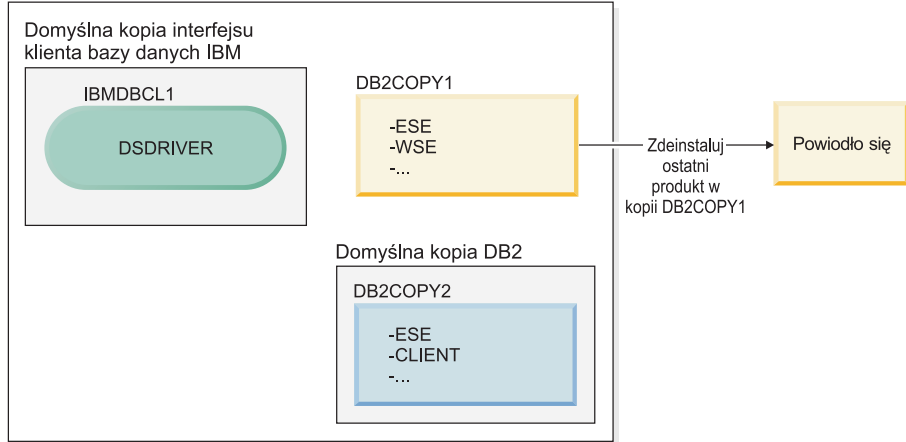 Domyślna kopia interfejsu
klienta bazy danych IBM
IBMDBCL1
DSDRIVER
DB2COPY1
-ESE
-WSE
-...
Zdeinstaluj
ostatni
produkt w
kopii DB2COPY1
Powiodło się
Domyślna kopia DB2
DB2COPY2
-ESE
-CLIENT
-...